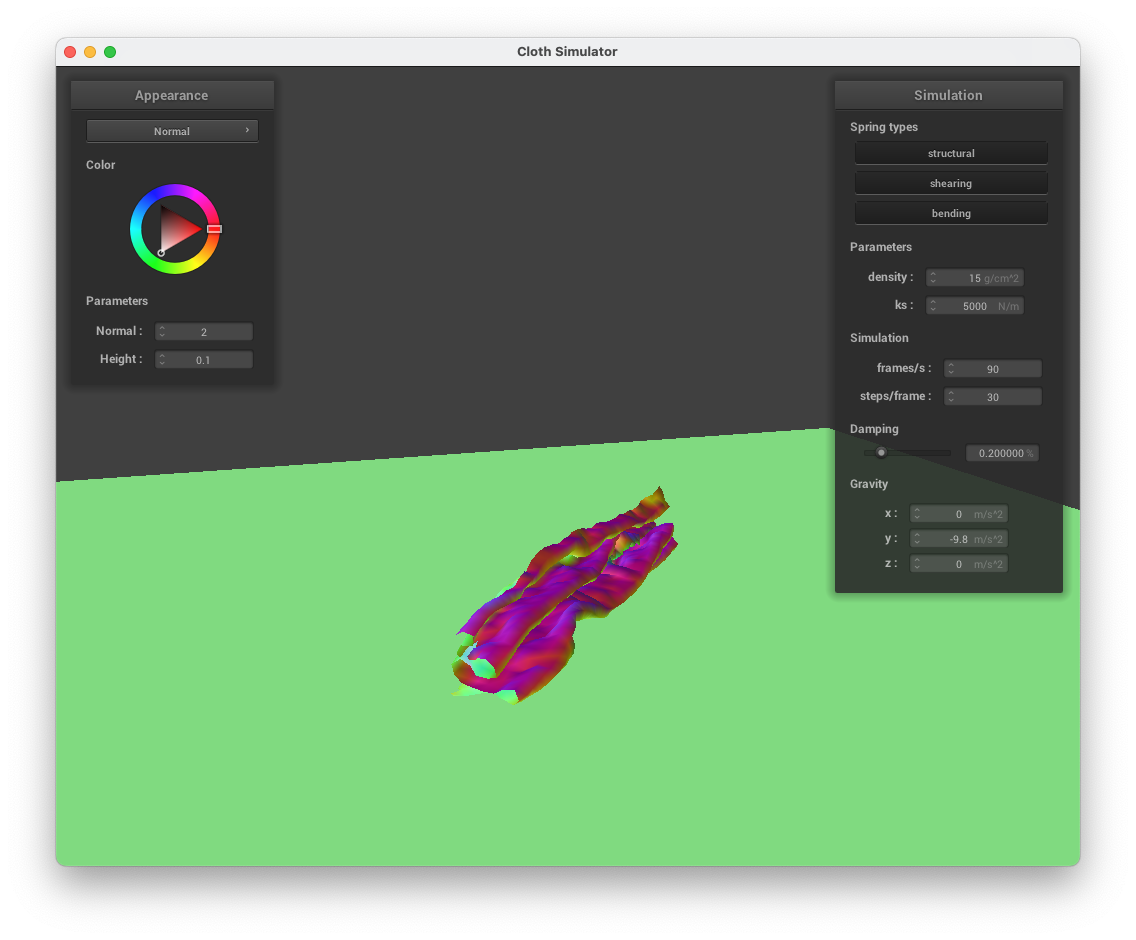 Cloth Simulator
Appearance
Normal
Color
Parameters
Normal : 2
Height : 0.1
Simulation
Spring types
structural
shearing
bending
Parameters
density : 15 g/cm^2
ks : 5000 N/m
Simulation
frames/s : 90
steps/frame : 30
Damping
0.200000 %
Gravity
x : 0 m/s^2
y : -9.8 m/s^2
z : 0 m/s^2